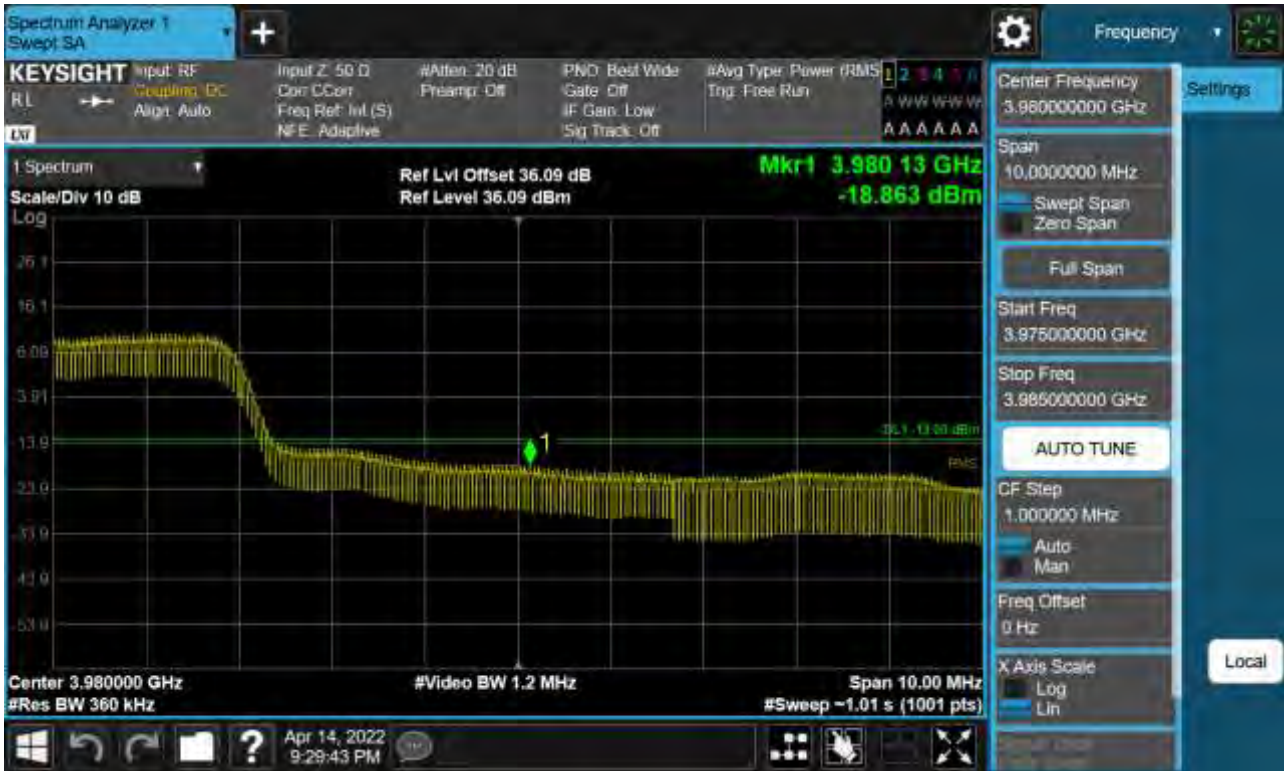 Spectrum Analyzer 1
Swept SA
+
Frequency
KEYSIGHT
RL
LXI
Input: RF
Coupling: DC
Align: Auto
Input Z: 50 Ω
Corr CCorr
Freq Ref: Int (S)
NFE: Adaptive
#Atten: 20 dB
Preamp: Off
PNO: Best Wide
Gate: Off
IF Gain: Low
Sig Track: Off
#Avg Type: Power (RMS
Trig: Free Run
1 2 3 4 5 6
A W W W W W
A A A A A A
1 Spectrum
Scale/Div 10 dB
Log
Ref Lvl Offset 36.09 dB
Ref Level 36.09 dBm
Mkr1 3.980 13 GHz
-18.863 dBm
26.1
16.1
6.09
-3.91
-13.9
-23.9
-33.9
-43.9
-53.9
1
DL1 -13.00 dBm
RMS
Center 3.980000 GHz
#Res BW 360 kHz
#Video BW 1.2 MHz
Span 10.00 MHz
#Sweep ~1.01 s (1001 pts)
Center Frequency
3.980000000 GHz
Settings
Span
10.0000000 MHz
Swept Span
Zero Span
Full Span
Start Freq
3.975000000 GHz
Stop Freq
3.985000000 GHz
AUTO TUNE
CF Step
1.000000 MHz
Auto
Man
Freq Offset
0 Hz
X Axis Scale
Log
Lin
Local
?
Apr 14, 2022
9:29:43 PM